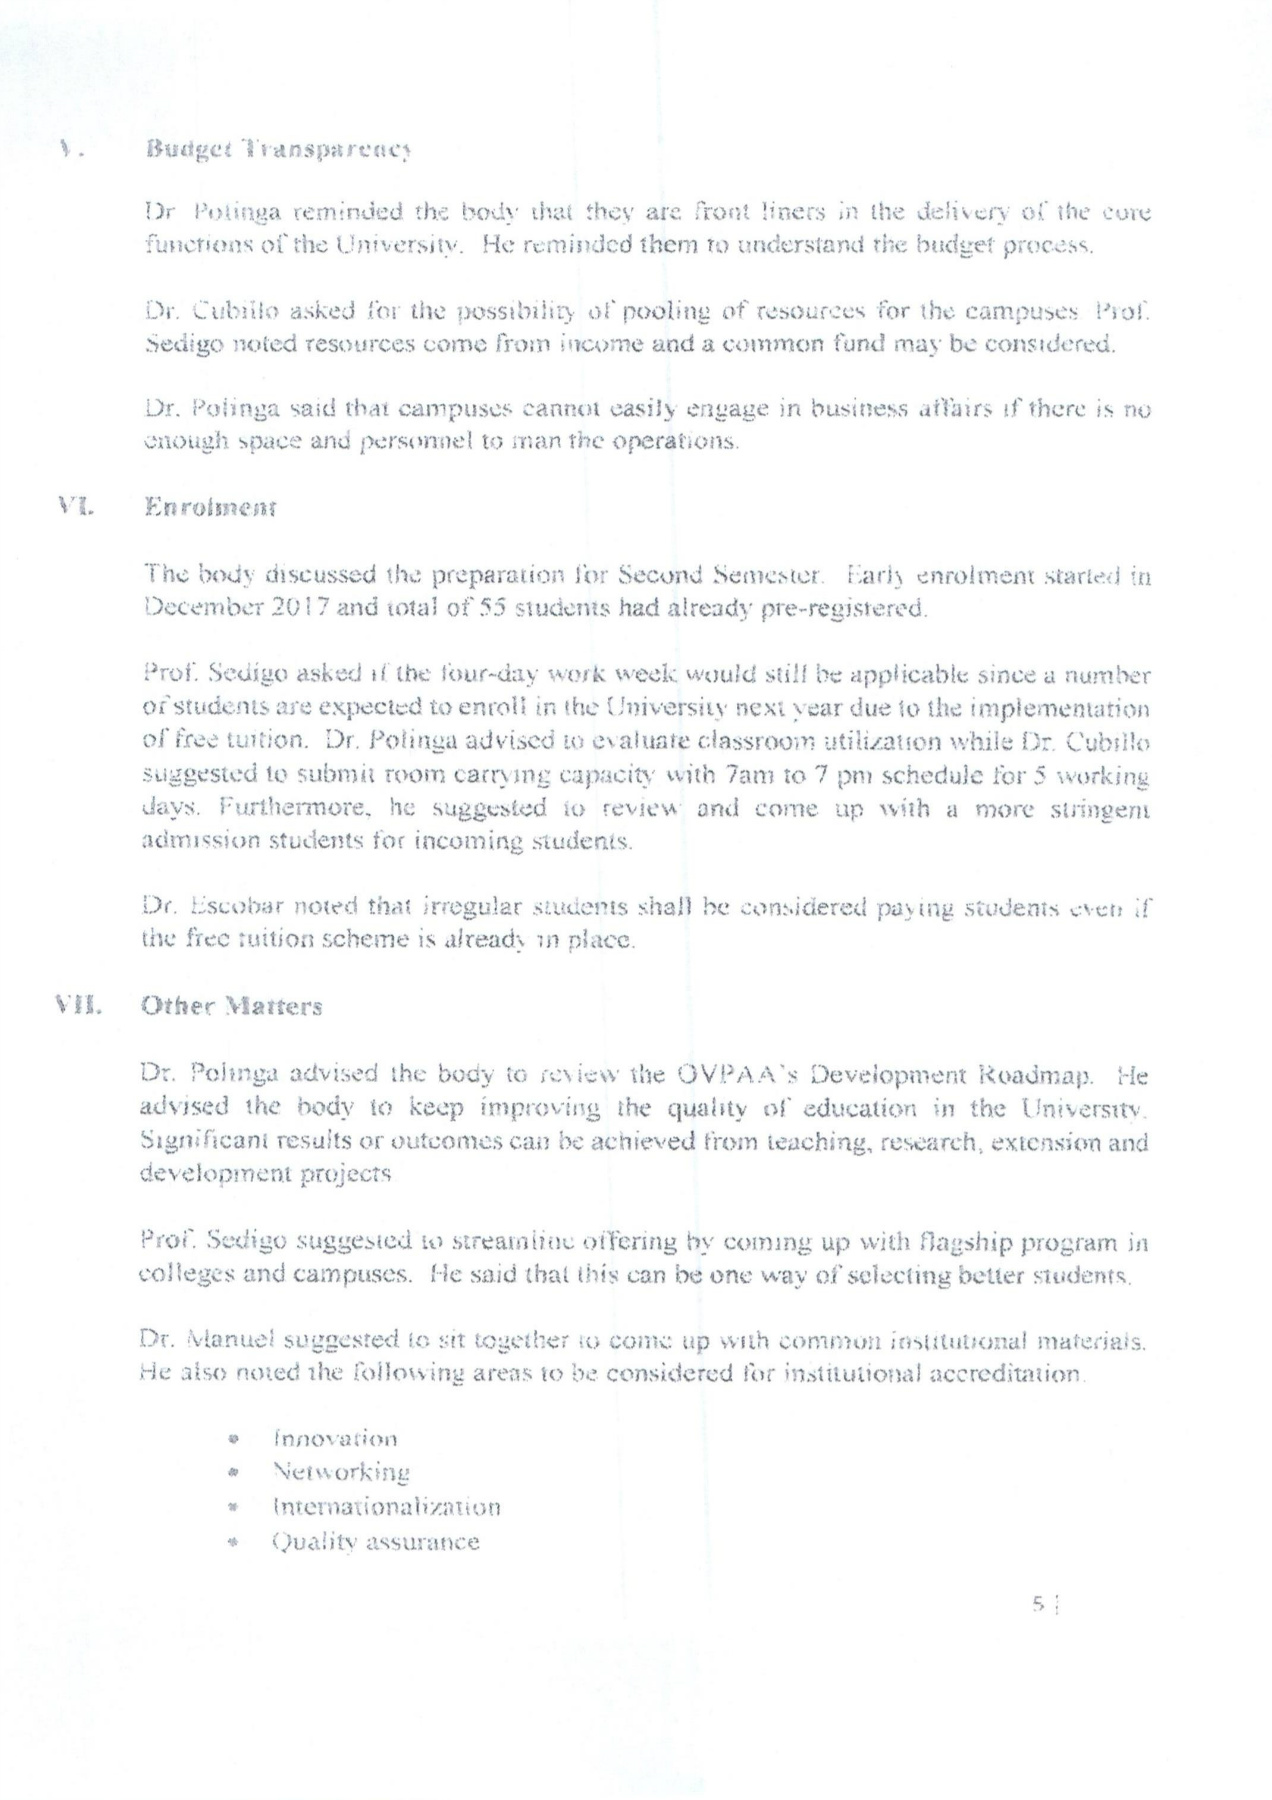 V. Budget Transparency
Dr Polinga reminded the body that they are front liners in the delivery of the core
functions of the University. He reminded them to understand the budget process.
Dr. Cubillo asked for the possibility of pooling of resources for the campuses Prof.
Sedigo noted resources come from income and a common fund may be considered.
Dr. Polinga said that campuses cannot easily engage in business affairs if there is no
enough space and personnel to man the operations.
VI. Enrolment
The body discussed the preparation for Second Semester. Early enrolment started in
December 2017 and total of 55 students had already pre-registered.
Prof. Sedigo asked if the four-day work week would still be applicable since a number
of students are expected to enroll in the University next year due to the implementation
of free tuition. Dr. Polinga advised to evaluate classroom utilization while Dr. Cubillo
suggested to submit room carrying capacity with 7am to 7 pm schedule for 5 working
days. Furthermore, he suggested to review and come up with a more stringent
admission students for incoming students.
Dr. Escobar noted that irregular students shall be considered paying students even if
the free tuition scheme is already in place.
VII. Other Matters
Dr. Polinga advised the body to review the OVPAA's Development Roadmap. He
advised the body to keep improving the quality of education in the University.
Significant results or outcomes can be achieved from teaching, research, extension and
development projects
Prof. Sedigo suggested to streamline offering by coming up with flagship program in
colleges and campuses. He said that this can be one way of selecting better students.
Dr. Manuel suggested to sit together to come up with common institutional materials.
He also noted the following areas to be considered for institutional accreditation.
• Innovation
• Networking
• Internationalization
• Quality assurance
5 |